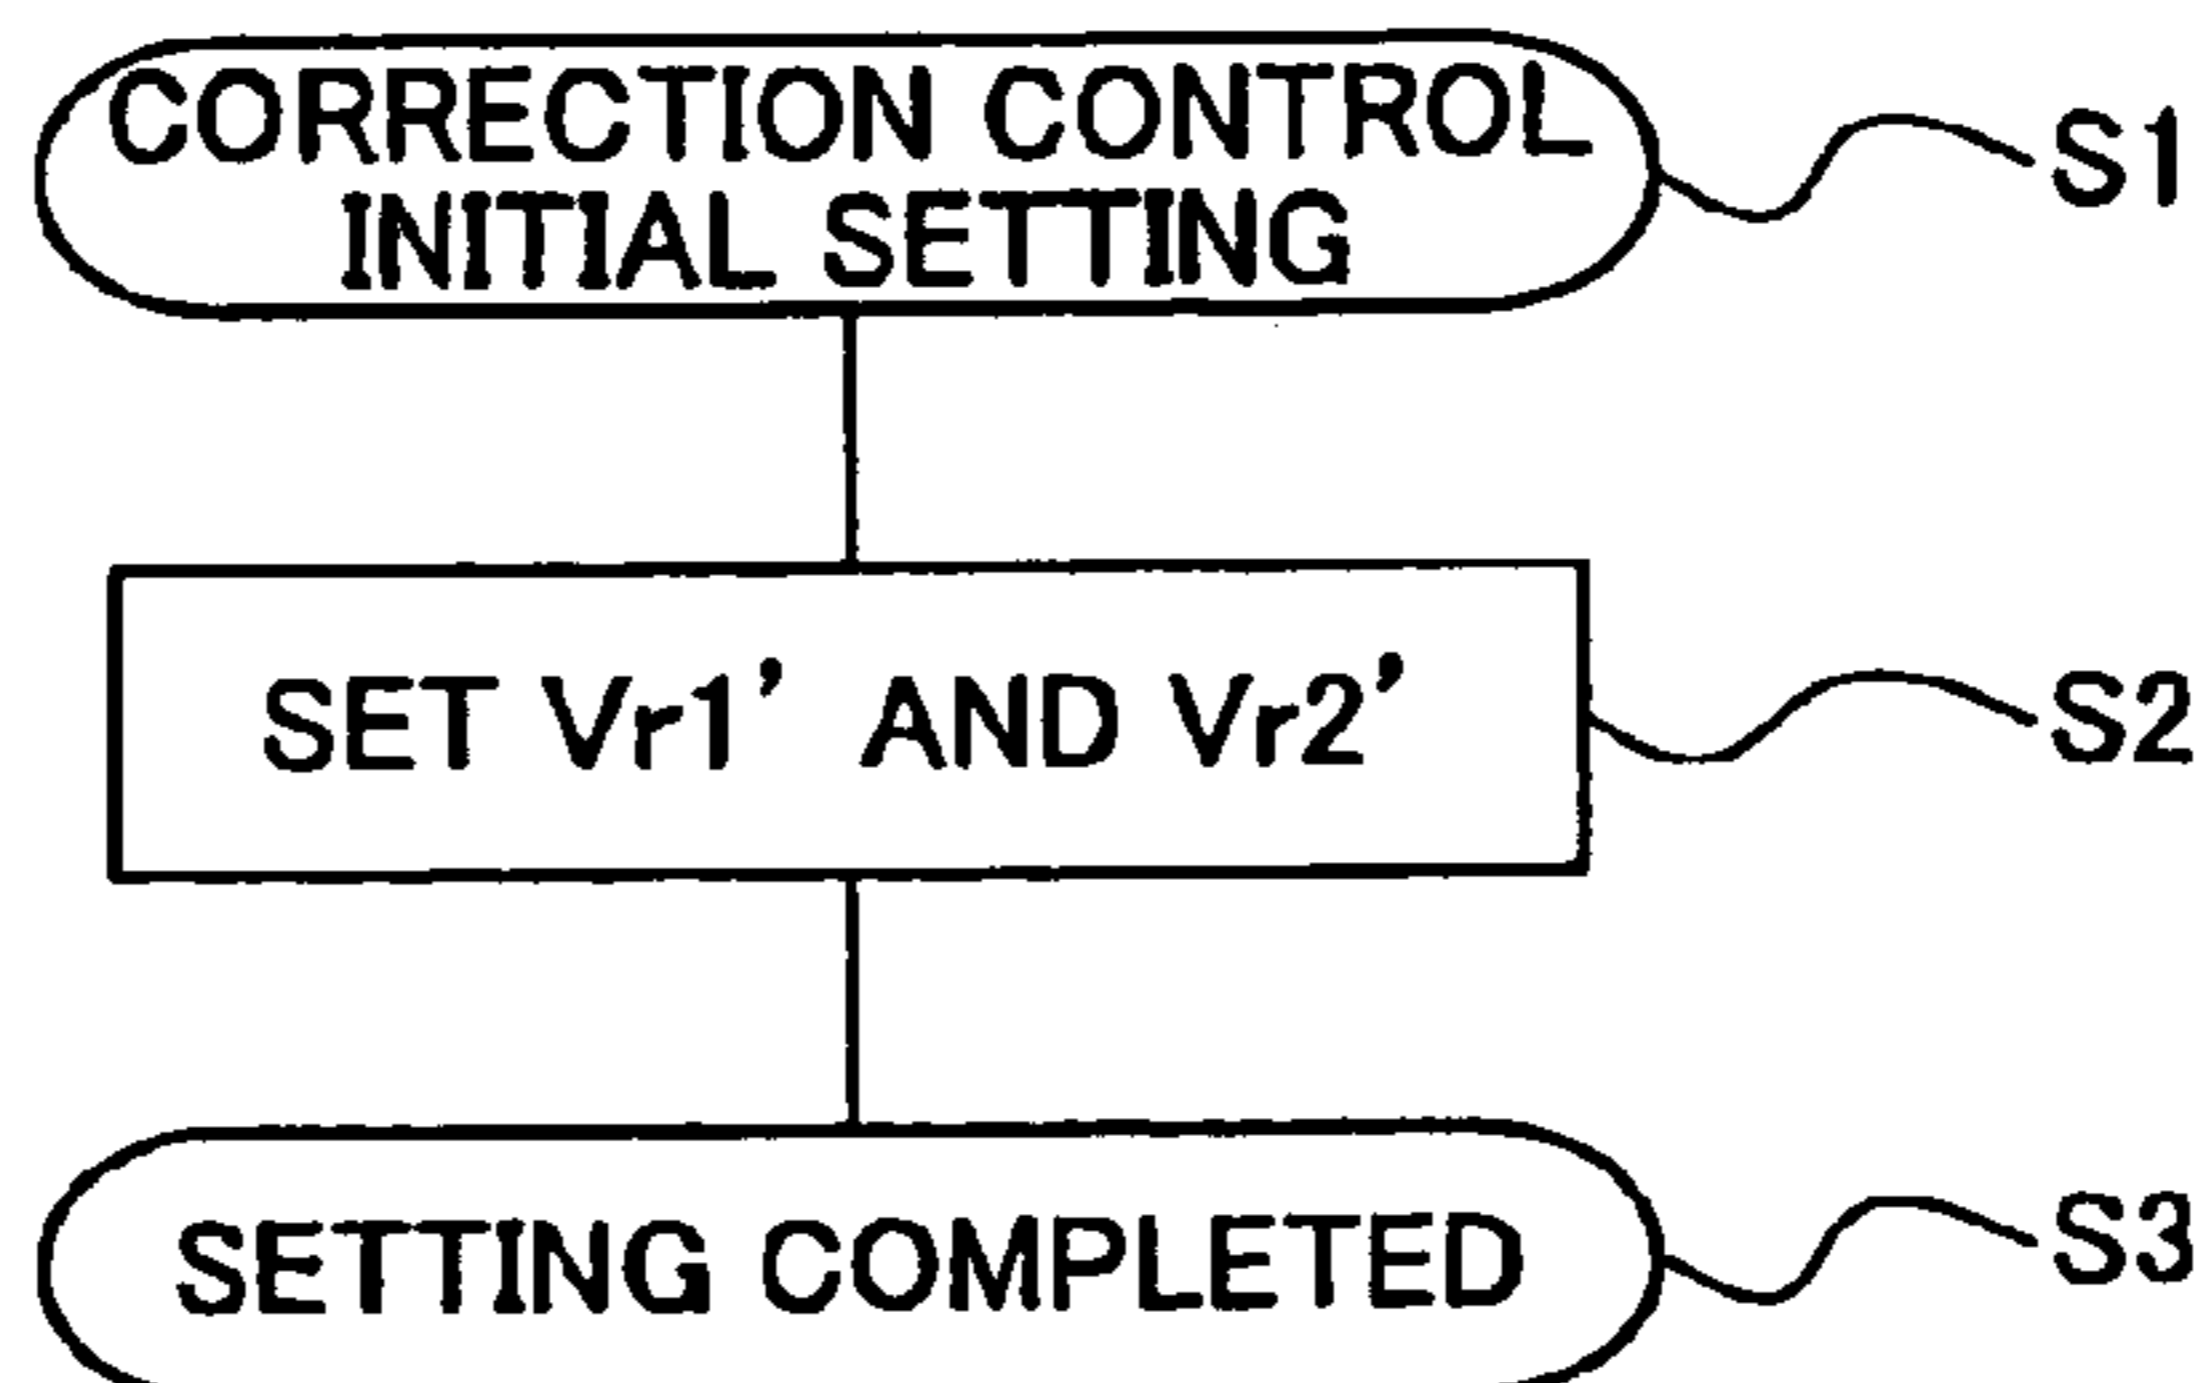 CORRECTION CONTROL
INITIAL SETTING
S1
SET Vr1’ AND Vr2’
S2
SETTING COMPLETED
S3